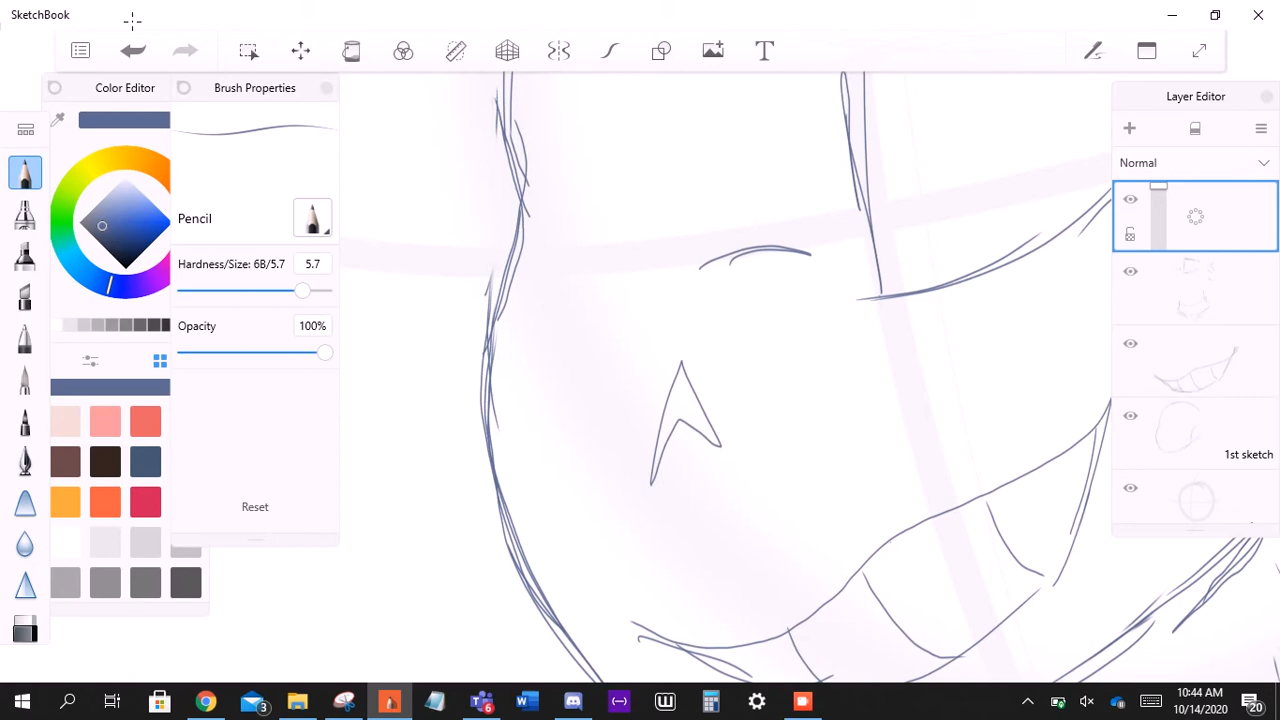 SketchBook
T
Color Editor
Brush Properties
Layer Editor
Normal
Pencil
Hardness/Size: 6B/5.7
5.7
Opacity
100%
1st sketch
Reset
3
6
W
10:44 AM
10/14/2020
20